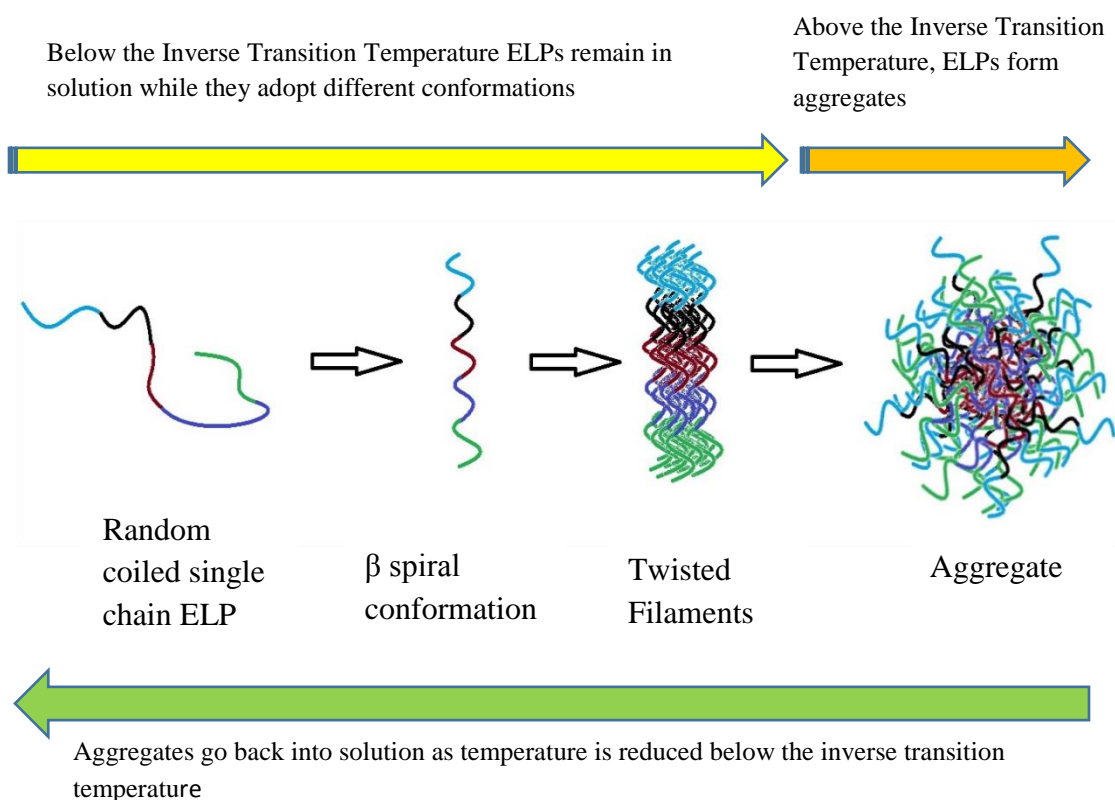 Below the Inverse Transition Temperature ELPs remain in
solution while they adopt different conformations
Above the Inverse Transition
Temperature, ELPs form
aggregates
Random
coiled single
chain ELP
β spiral
conformation
Twisted
Filaments
Aggregate
Aggregates go back into solution as temperature is reduced below the inverse transition
temperature